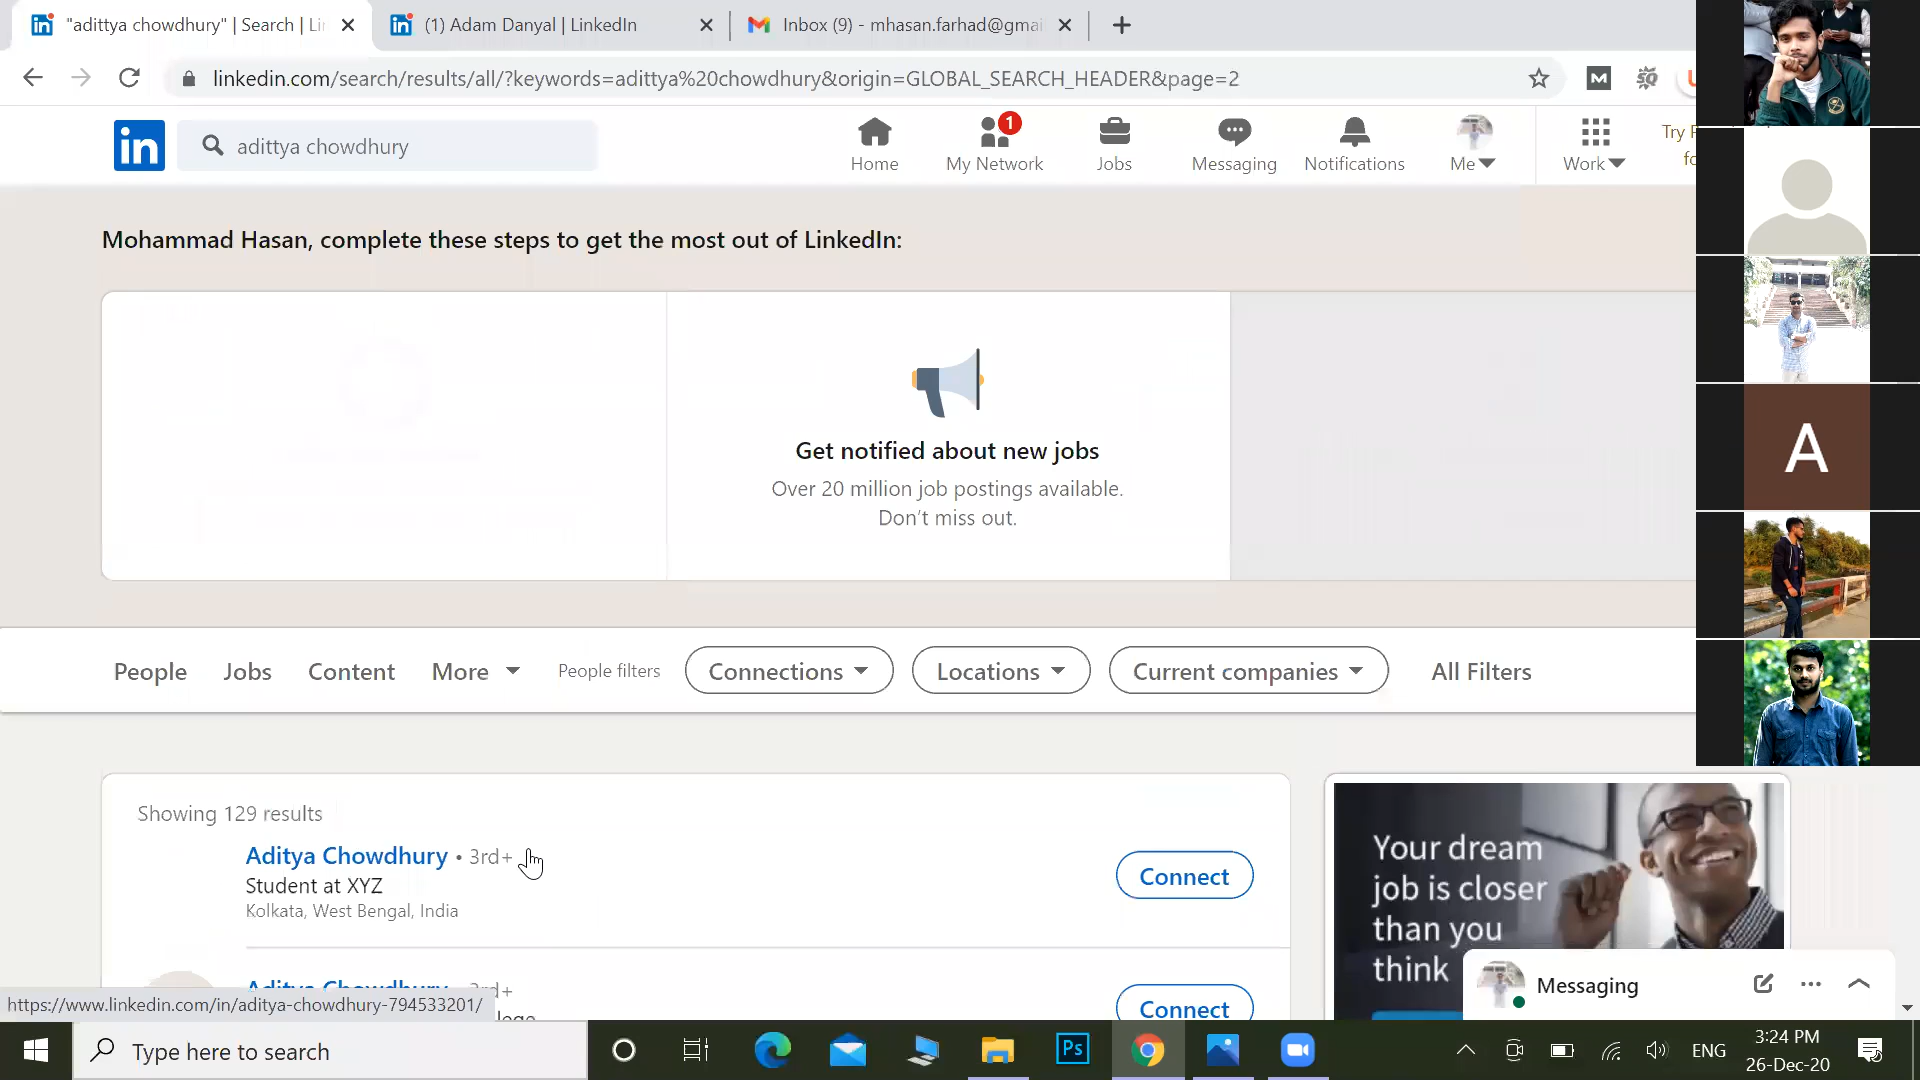 "adittya chowdhury" | Search | Li
(1) Adam Danyal | LinkedIn
Inbox (9) - mhasan.farhad@gmai
linkedin.com/search/results/all/?keywords=adittya%20chowdhury&origin=GLOBAL_SEARCH_HEADER&page=2
M
in
adittya chowdhury
Home
1
My Network
Jobs
Messaging
Notifications
Me
Work
Try
Mohammad Hasan, complete these steps to get the most out of LinkedIn:
Get notified about new jobs
Over 20 million job postings available.
Don't miss out.
A
People
Jobs
Content
More
People filters
Connections
Locations
Current companies
All Filters
Showing 129 results
Aditya Chowdhury • 3rd+
Student at XYZ
Kolkata, West Bengal, India
Connect
Aditya Chowdhury • 3rd+
Connect
Your dream
job is closer
than you
think
Messaging
https://www.linkedin.com/in/aditya-chowdhury-794533201/
Type here to search
Ps
ENG
3:24 PM
26-Dec-20